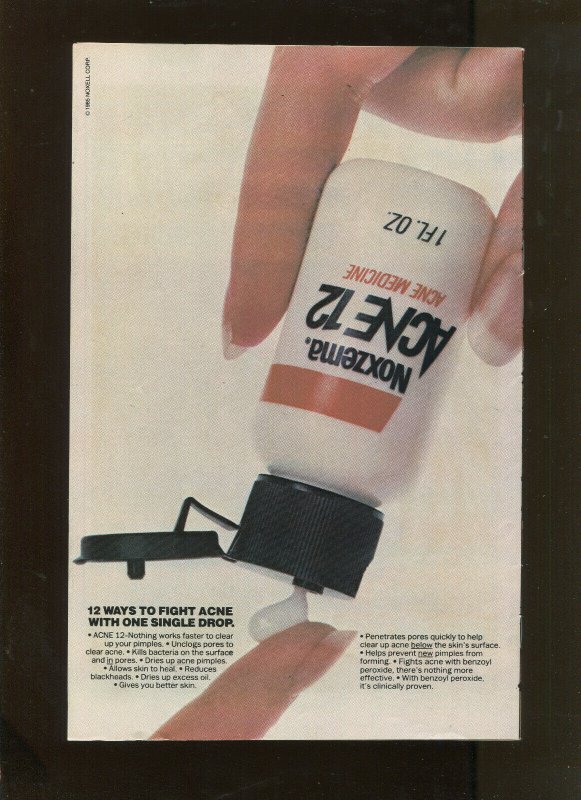 © 1985 NOXELL CORP.
1 FL. OZ.
ACNE MEDICINE
ACNE 12
Noxzema.
12 WAYS TO FIGHT ACNE
WITH ONE SINGLE DROP.
• ACNE 12-Nothing works faster to clear
up your pimples. • Unclogs pores to
clear acne. • Kills bacteria on the surface
and in pores. • Dries up acne pimples.
• Allows skin to heal. • Reduces
blackheads. • Dries up excess oil.
• Gives you better skin.
• Penetrates pores quickly to help
clear up acne below the skin's surface.
• Helps prevent new pimples from
forming. • Fights acne with benzoyl
peroxide, there's nothing more
effective. • With benzoyl peroxide,
it's clinically proven.